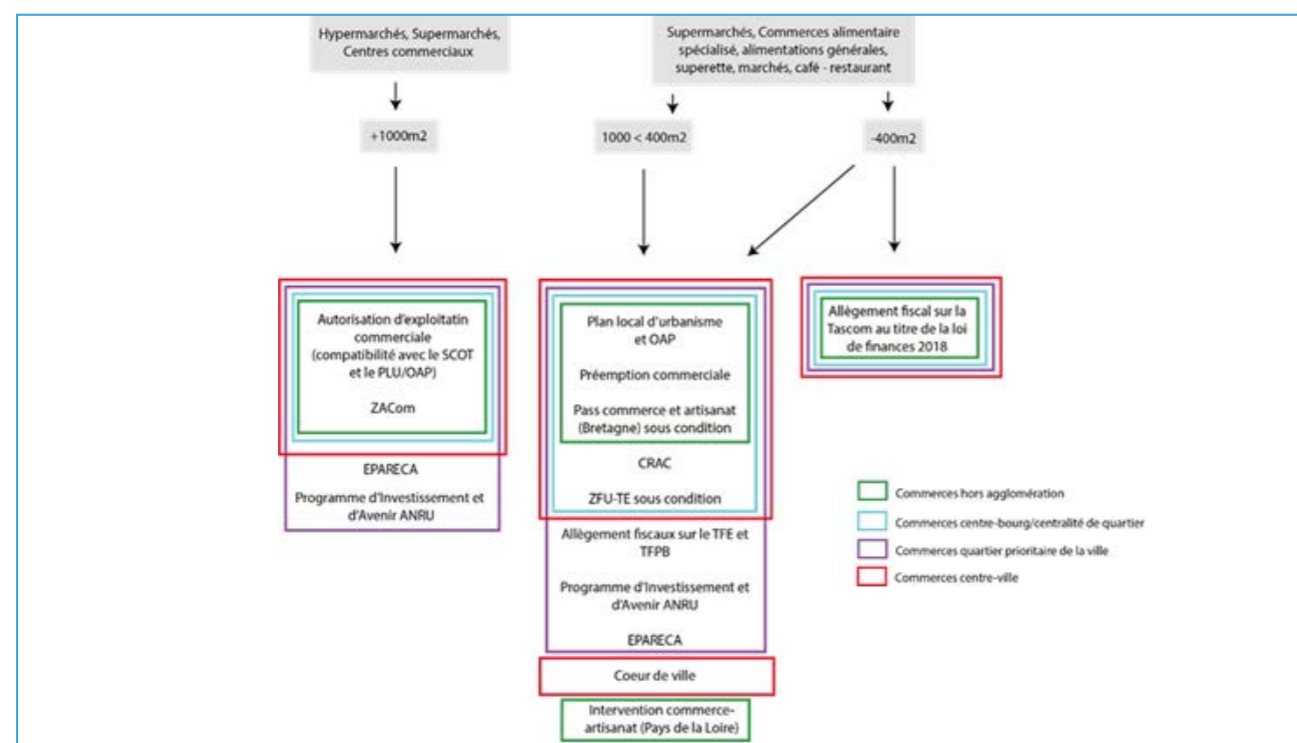 Hypermarchés, Supermarchés,
Centres commerciaux
Supermarchés, Commerces alimentaire
spécialisé, alimentations générales,
superette, marchés, café - restaurant
+1000m2
1000 < 400m2
-400m2
Autorisation d'exploitatin
commerciale
(compatibilité avec le SCOT
et le PLU/OAP)
ZACom
EPARECA
Programme d'Investissement et
d'Avenir ANRU
Plan local d'urbanisme
et OAP
Préemption commerciale
Pass commerce et artisanat
(Bretagne) sous condition
CRAC
ZFU-TE sous condition
Allègement fiscaux sur le TFE et
TFPB
Programme d'Investissement et
d'Avenir ANRU
EPARECA
Coeur de ville
Intervention commerce-
artisanat (Pays de la Loire)
Allègement fiscal sur la
Tascom au titre de la loi
de finances 2018
Commerces hors agglomération
Commerces centre-bourg/centralité de quartier
Commerces quartier prioritaire de la ville
Commerces centre-ville